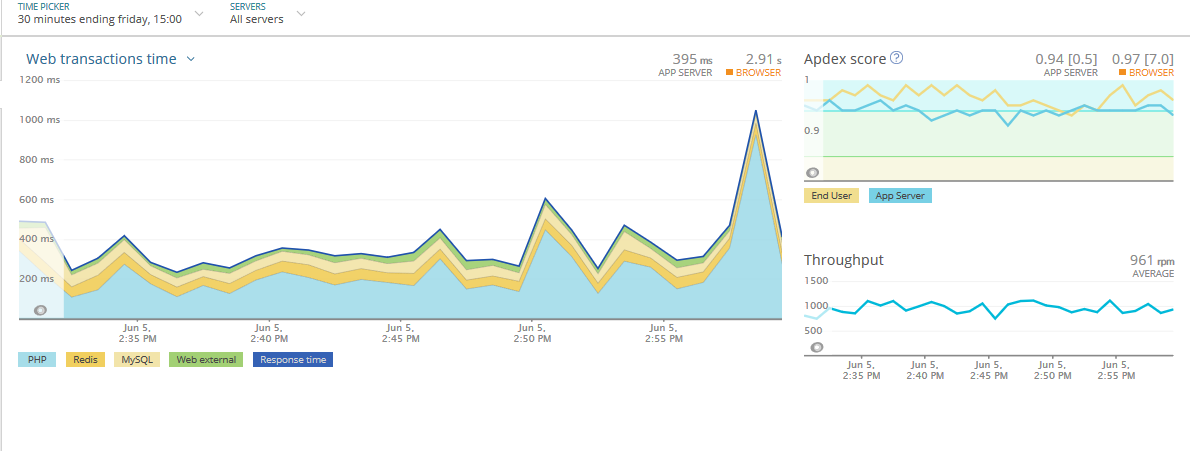 TIME PICKER
30 minutes ending friday, 15:00
SERVERS
All servers
Web transactions time
395 ms
APP SERVER
2.91 s
BROWSER
1200 ms
1000 ms
800 ms
600 ms
400 ms
200 ms
Jun 5,
2:35 PM
Jun 5,
2:40 PM
Jun 5,
2:45 PM
Jun 5,
2:50 PM
Jun 5,
2:55 PM
PHP
Redis
MySQL
Web external
Response time
Apdex score ?
0.94 [0.5]
APP SERVER
0.97 [7.0]
BROWSER
1
0.9
End User
App Server
Throughput
961 rpm
AVERAGE
1500
1000
500
Jun 5,
2:35 PM
Jun 5,
2:40 PM
Jun 5,
2:45 PM
Jun 5,
2:50 PM
Jun 5,
2:55 PM